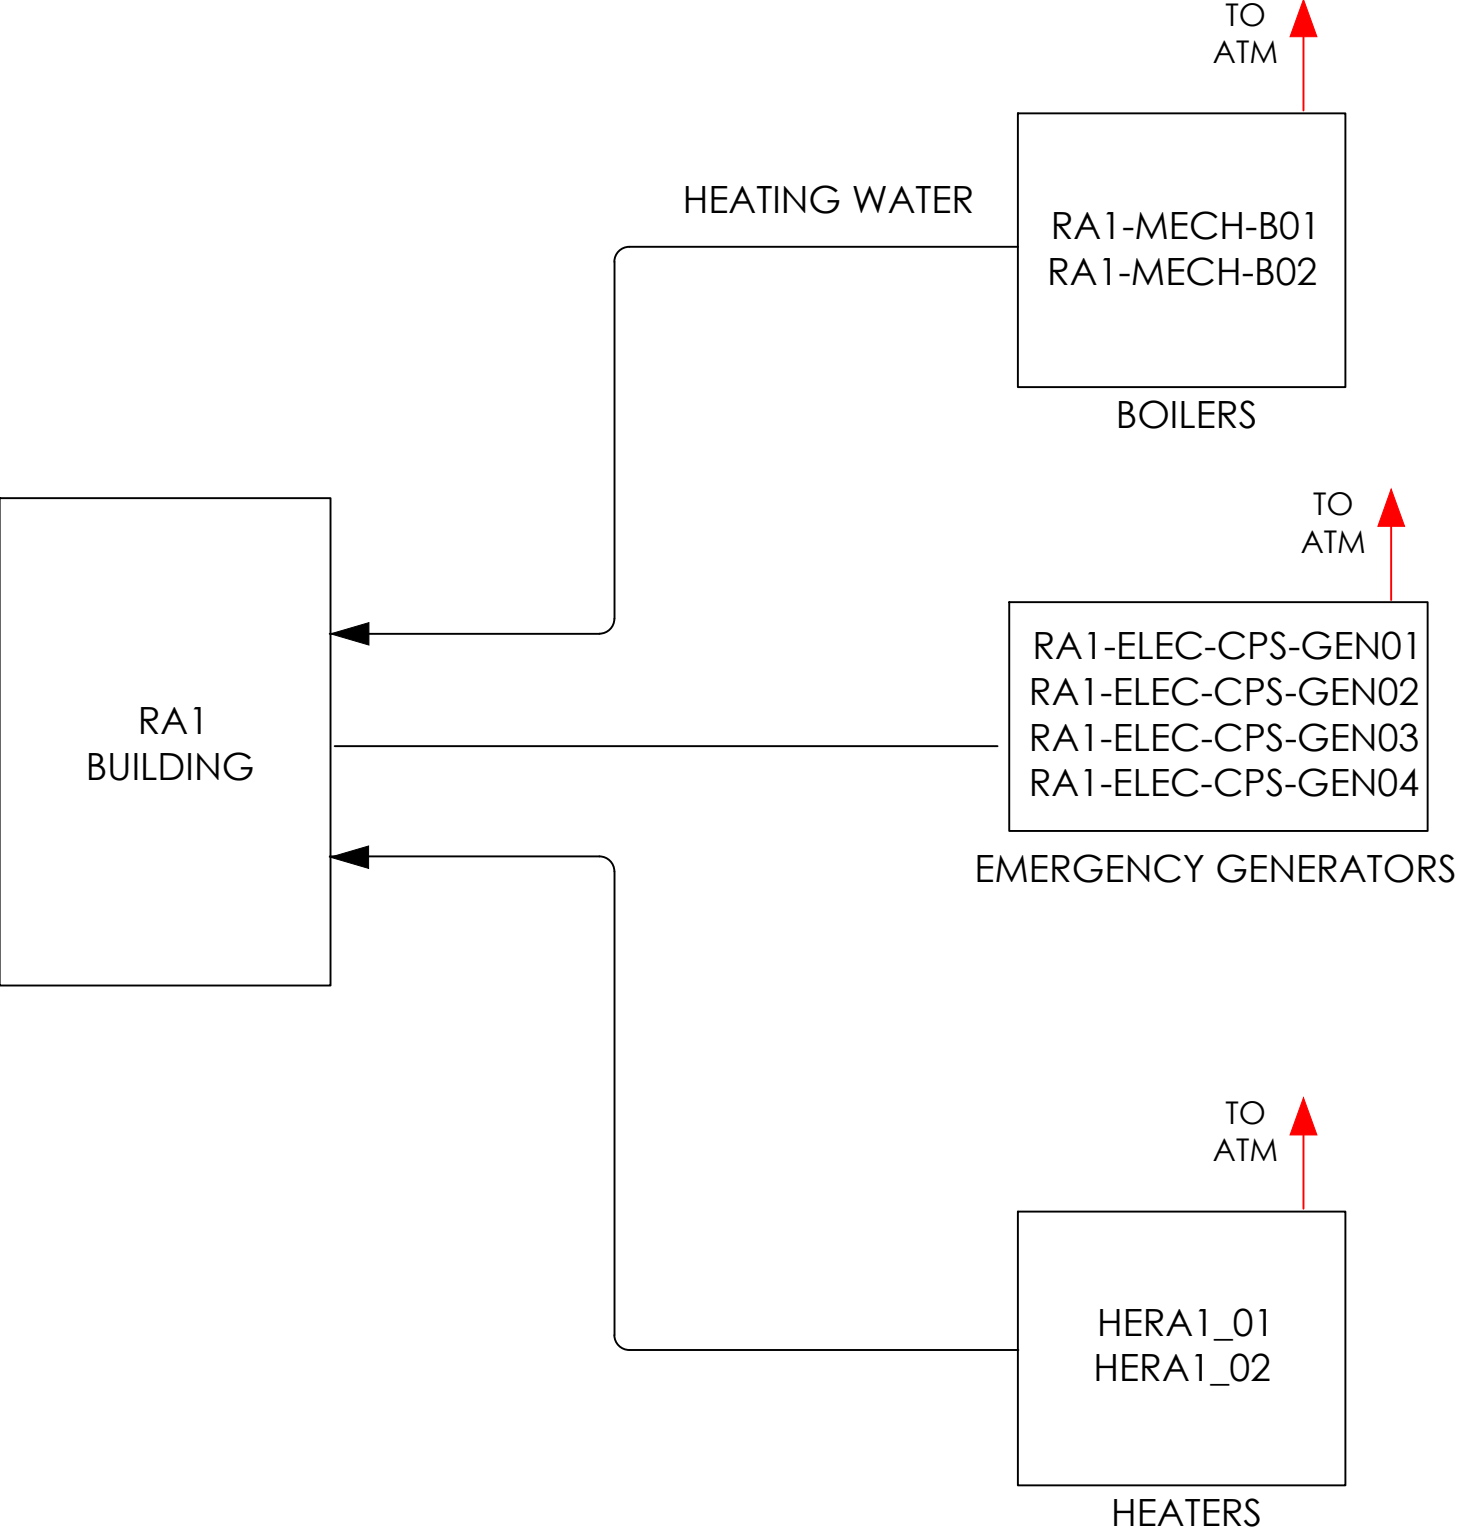 TO
ATM
HEATING WATER
RA1-MECH-B01
RA1-MECH-B02
BOILERS
TO
ATM
RA1-ELEC-CPS-GEN01
RA1-ELEC-CPS-GEN02
RA1-ELEC-CPS-GEN03
RA1-ELEC-CPS-GEN04
EMERGENCY GENERATORS
RA1
BUILDING
TO
ATM
HERA1_01
HERA1_02
HEATERS